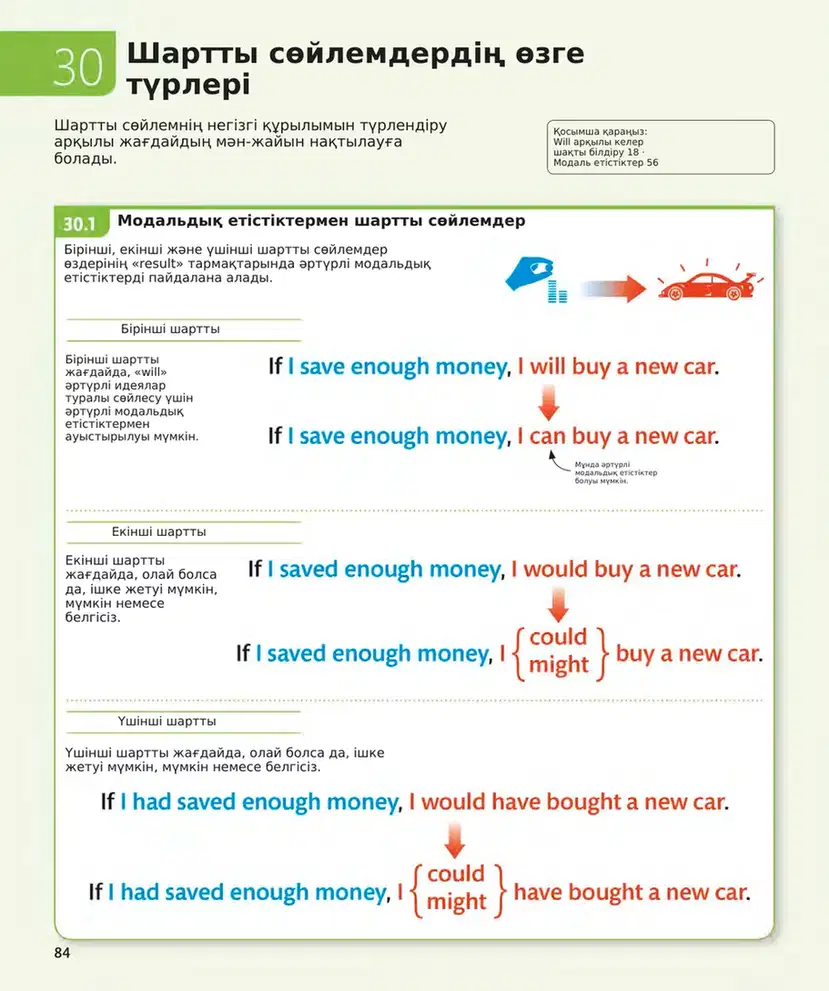 30
Шартты сөйлемдердің өзге
түрлері
Шартты сөйлемнің негізгі құрылымын түрлендіру
арқылы жағдайдың мән-жайын нақтылауға
болады.
Қосымша қараңыз:
Will арқылы келер
шақты білдіру 18 ·
Модаль етістіктер 56
30.1 Модальдық етістіктермен шартты сөйлемдер
Бірінші, екінші және үшінші шартты сөйлемдер
өздерінің «result» тармақтарында әртүрлі модальдық
етістіктерді пайдалана алады.
Бірінші шартты
Бірінші шартты
жағдайда, «will»
әртүрлі идеялар
туралы сөйлесу үшін
әртүрлі модальдық
етістіктермен
ауыстырылуы мүмкін.
If I save enough money, I will buy a new car.
If I save enough money, I can buy a new car.
Мұнда әртүрлі
модальдық етістіктер
болуы мүмкін.
Екінші шартты
Екінші шартты
жағдайда, олай болса
да, ішке жетуі мүмкін,
мүмкін немесе
белгісіз.
If I saved enough money, I would buy a new car.
If I saved enough money, I { could might } buy a new car.
Үшінші шартты
Үшінші шартты жағдайда, олай болса да, ішке
жетуі мүмкін, мүмкін немесе белгісіз.
If I had saved enough money, I would have bought a new car.
If I had saved enough money, I { could might } have bought a new car.
84